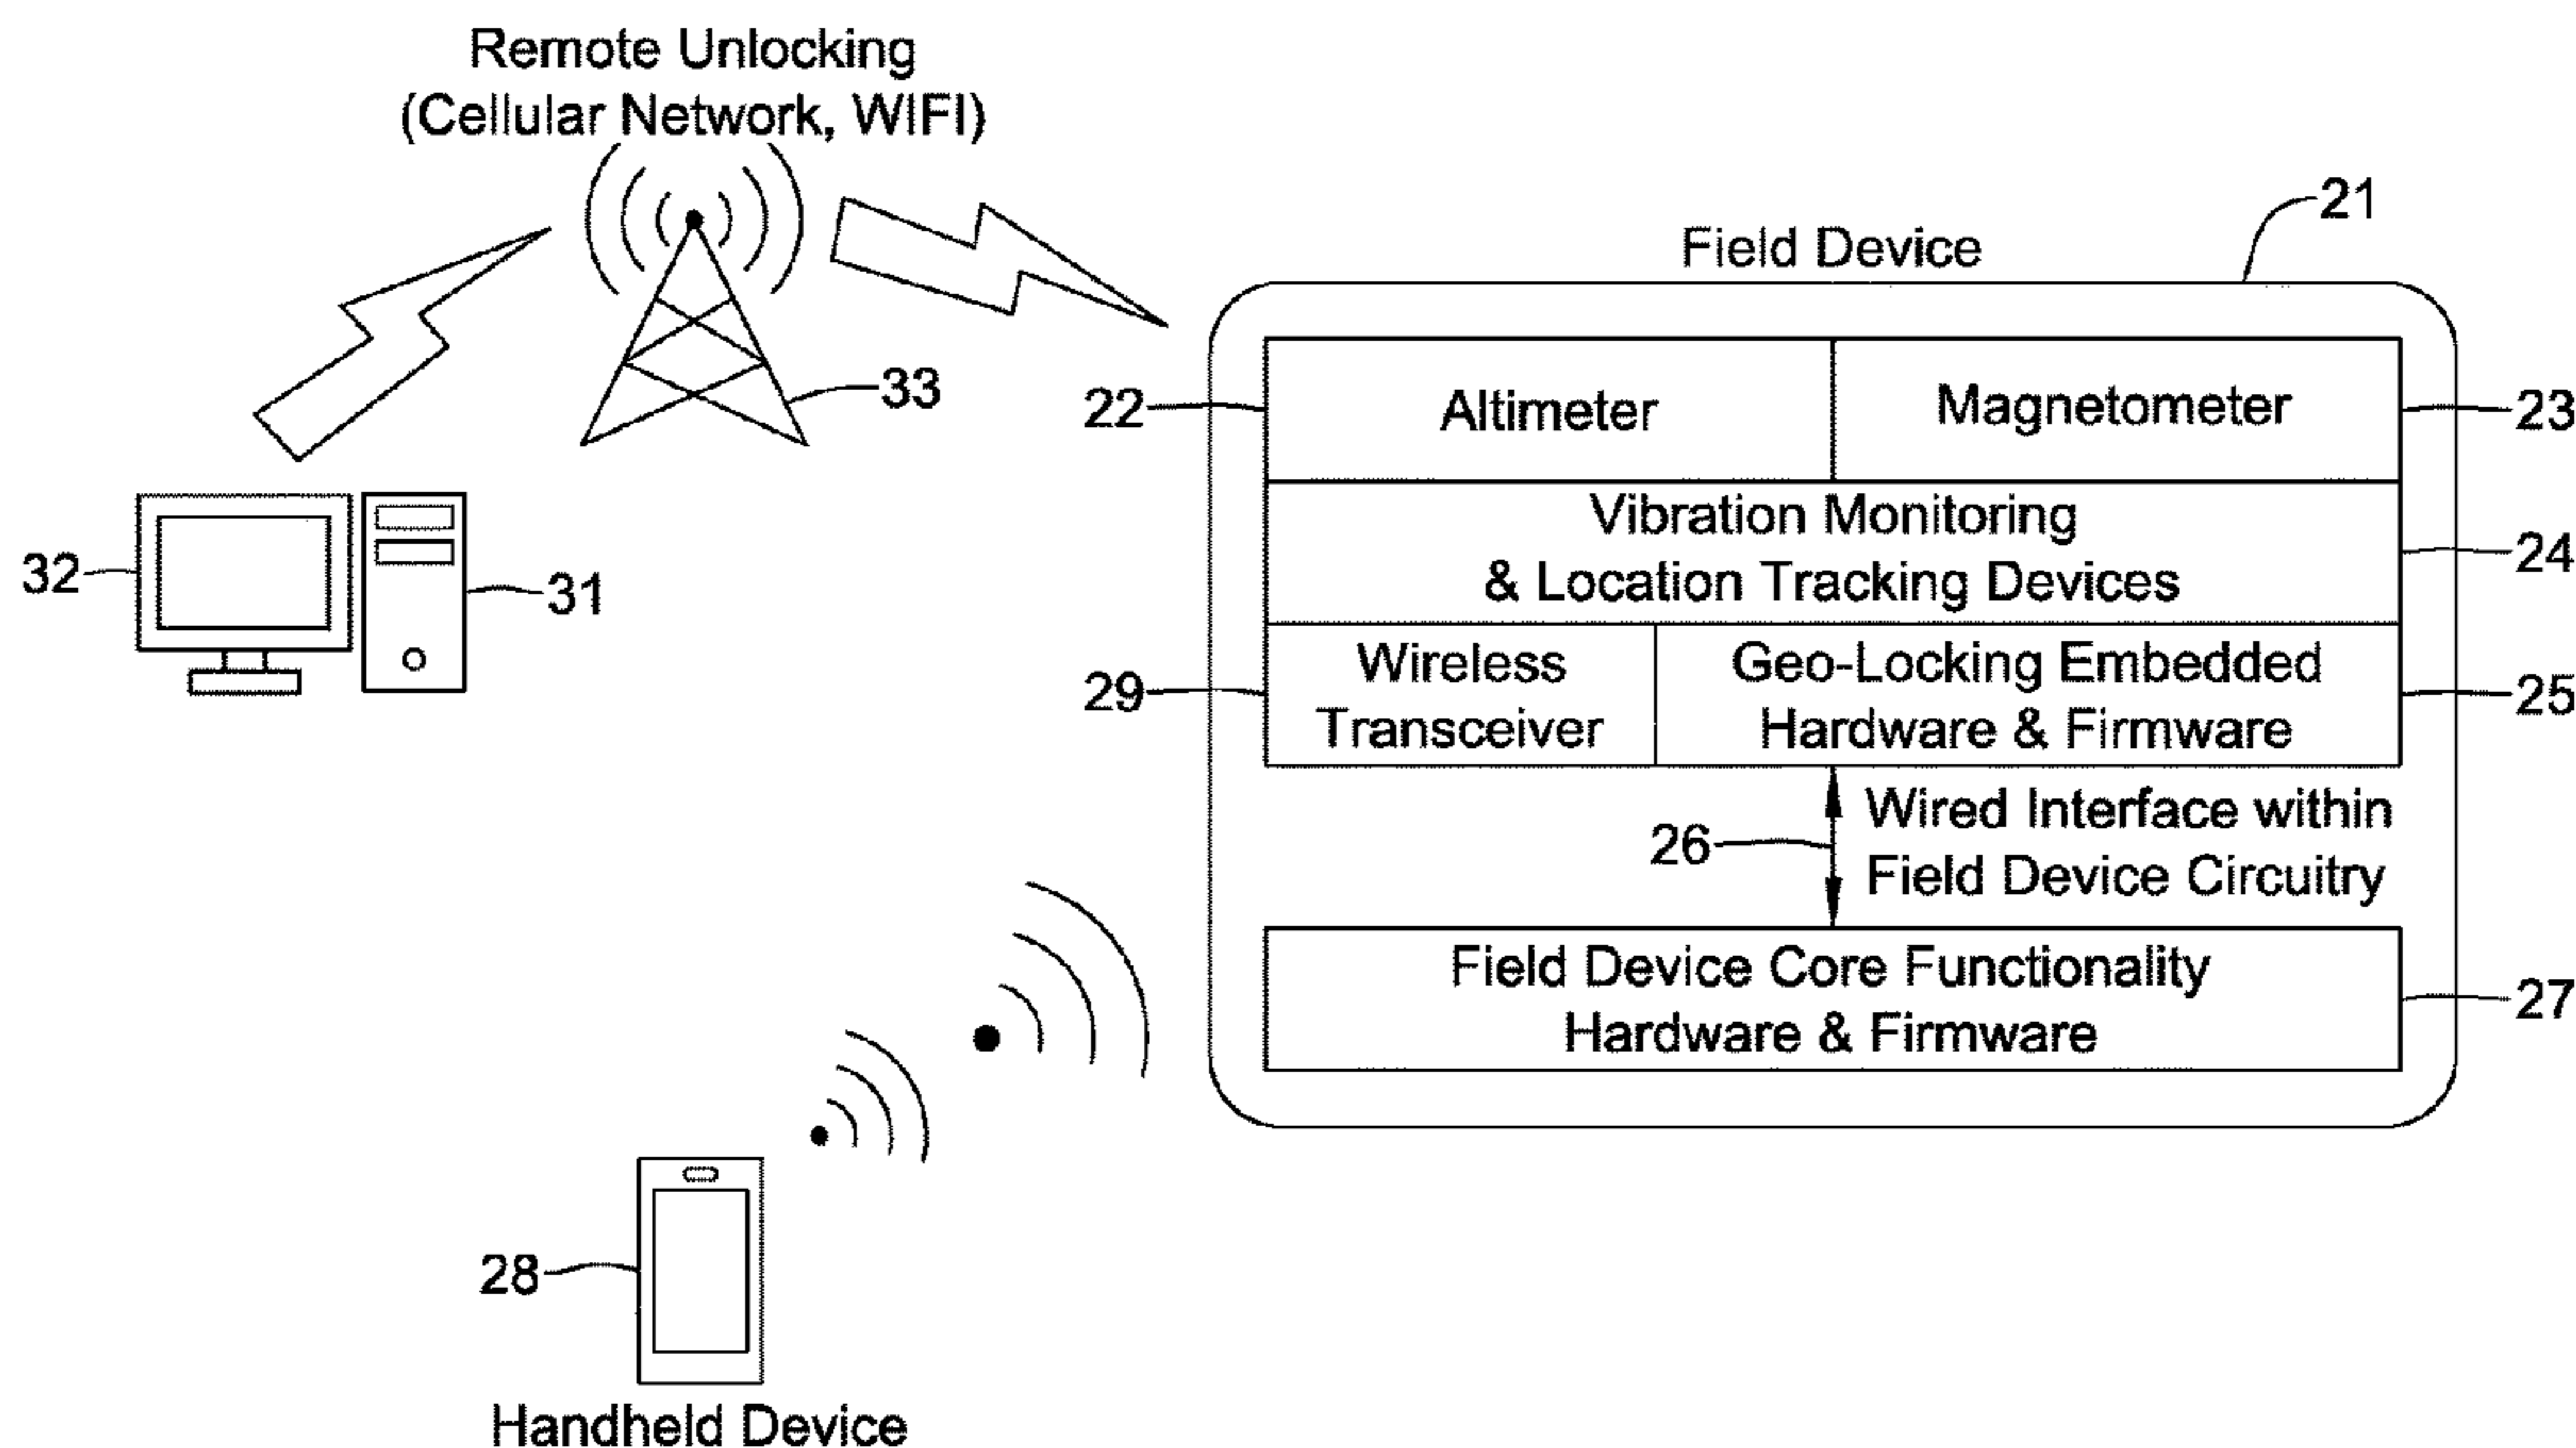 Remote Unlocking
(Cellular Network, WIFI)
21
Field Device
33
22
Altimeter
Magnetometer
23
32
31
Vibration Monitoring
& Location Tracking Devices
24
29
Wireless
Transceiver
Geo-Locking Embedded
Hardware & Firmware
25
26
Wired Interface within
Field Device Circuitry
Field Device Core Functionality
Hardware & Firmware
27
28
Handheld Device